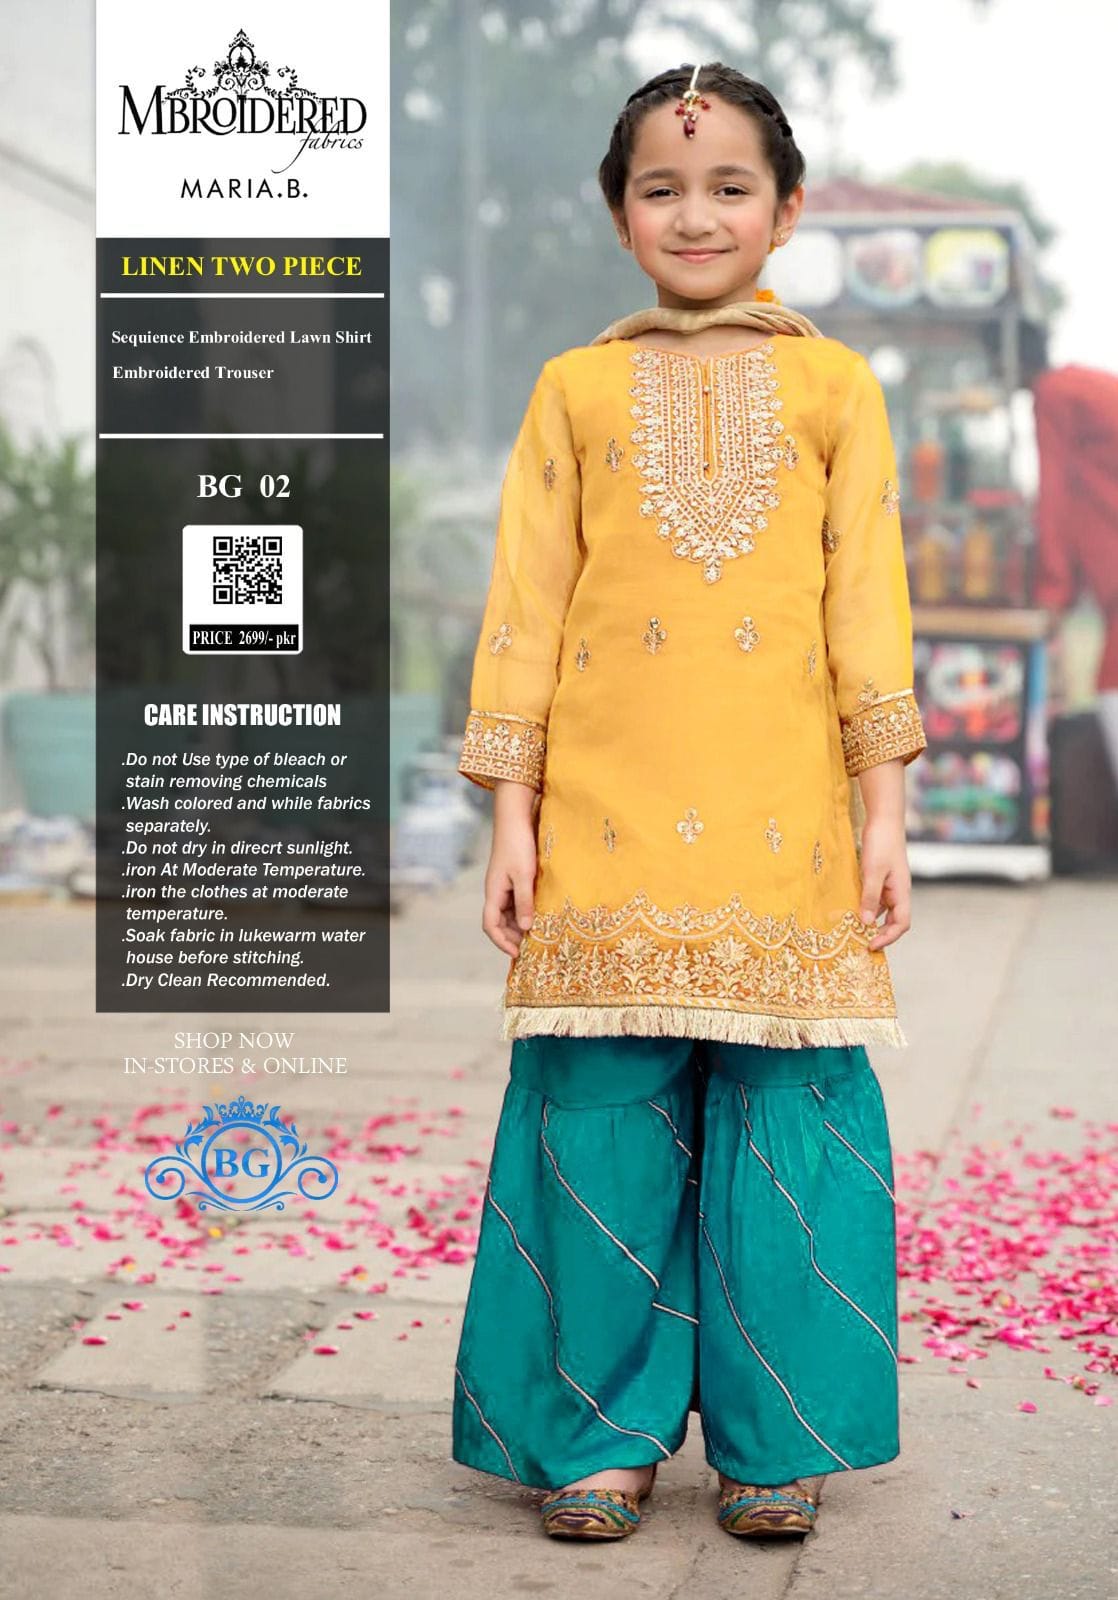 MBROIDERED
fabrics
MARIA.B.
LINEN TWO PIECE
Sequience Embroidered Lawn Shirt
Embroidered Trouser
BG 02
PRICE 2699/- pkr
CARE INSTRUCTION
.Do not Use type of bleach or
stain removing chemicals
.Wash colored and while fabrics
separately.
.Do not dry in direcrt sunlight.
.iron At Moderate Temperature.
.iron the clothes at moderate
temperature.
.Soak fabric in lukewarm water
house before stitching.
.Dry Clean Recommended.
SHOP NOW
IN-STORES & ONLINE
BG